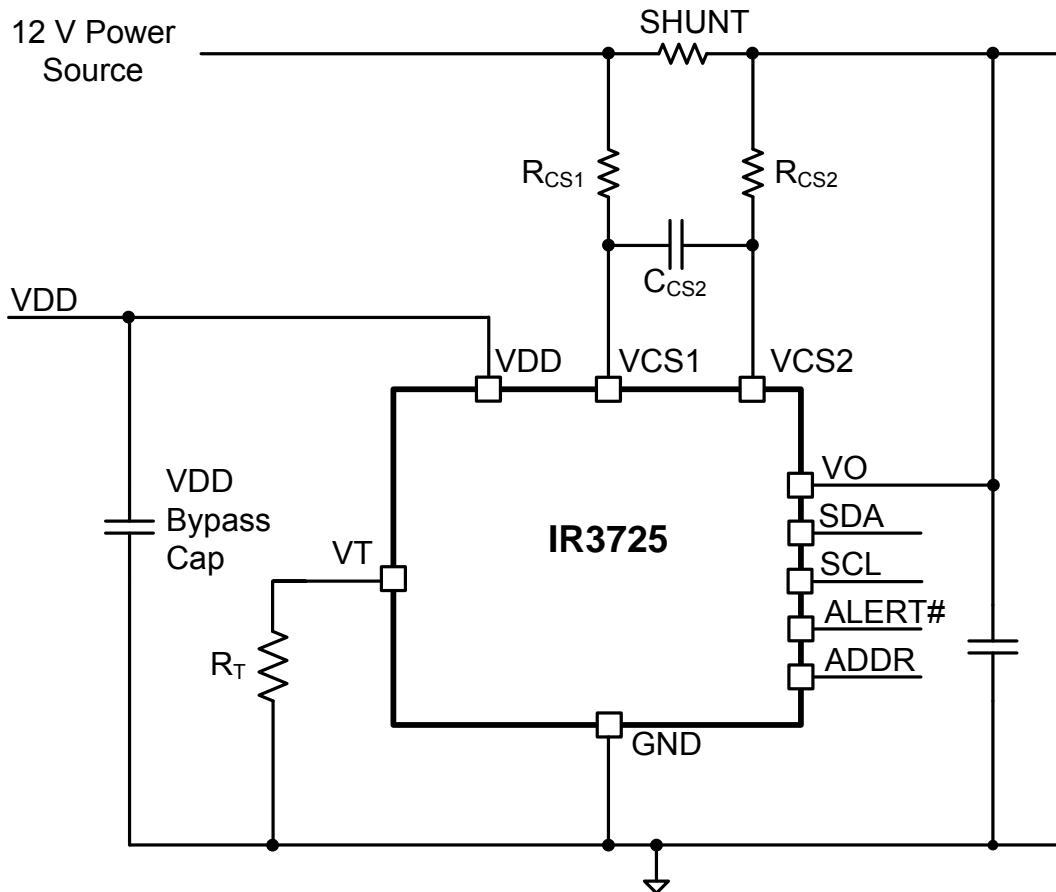 SHUNT
12 V Power
Source
RCS1
RCS2
CCS2
VDD
VDD
VCS1
VCS2
VDD
Bypass
Cap
VT
IR3725
VO
SDA
SCL
ALERT#
ADDR
RT
GND